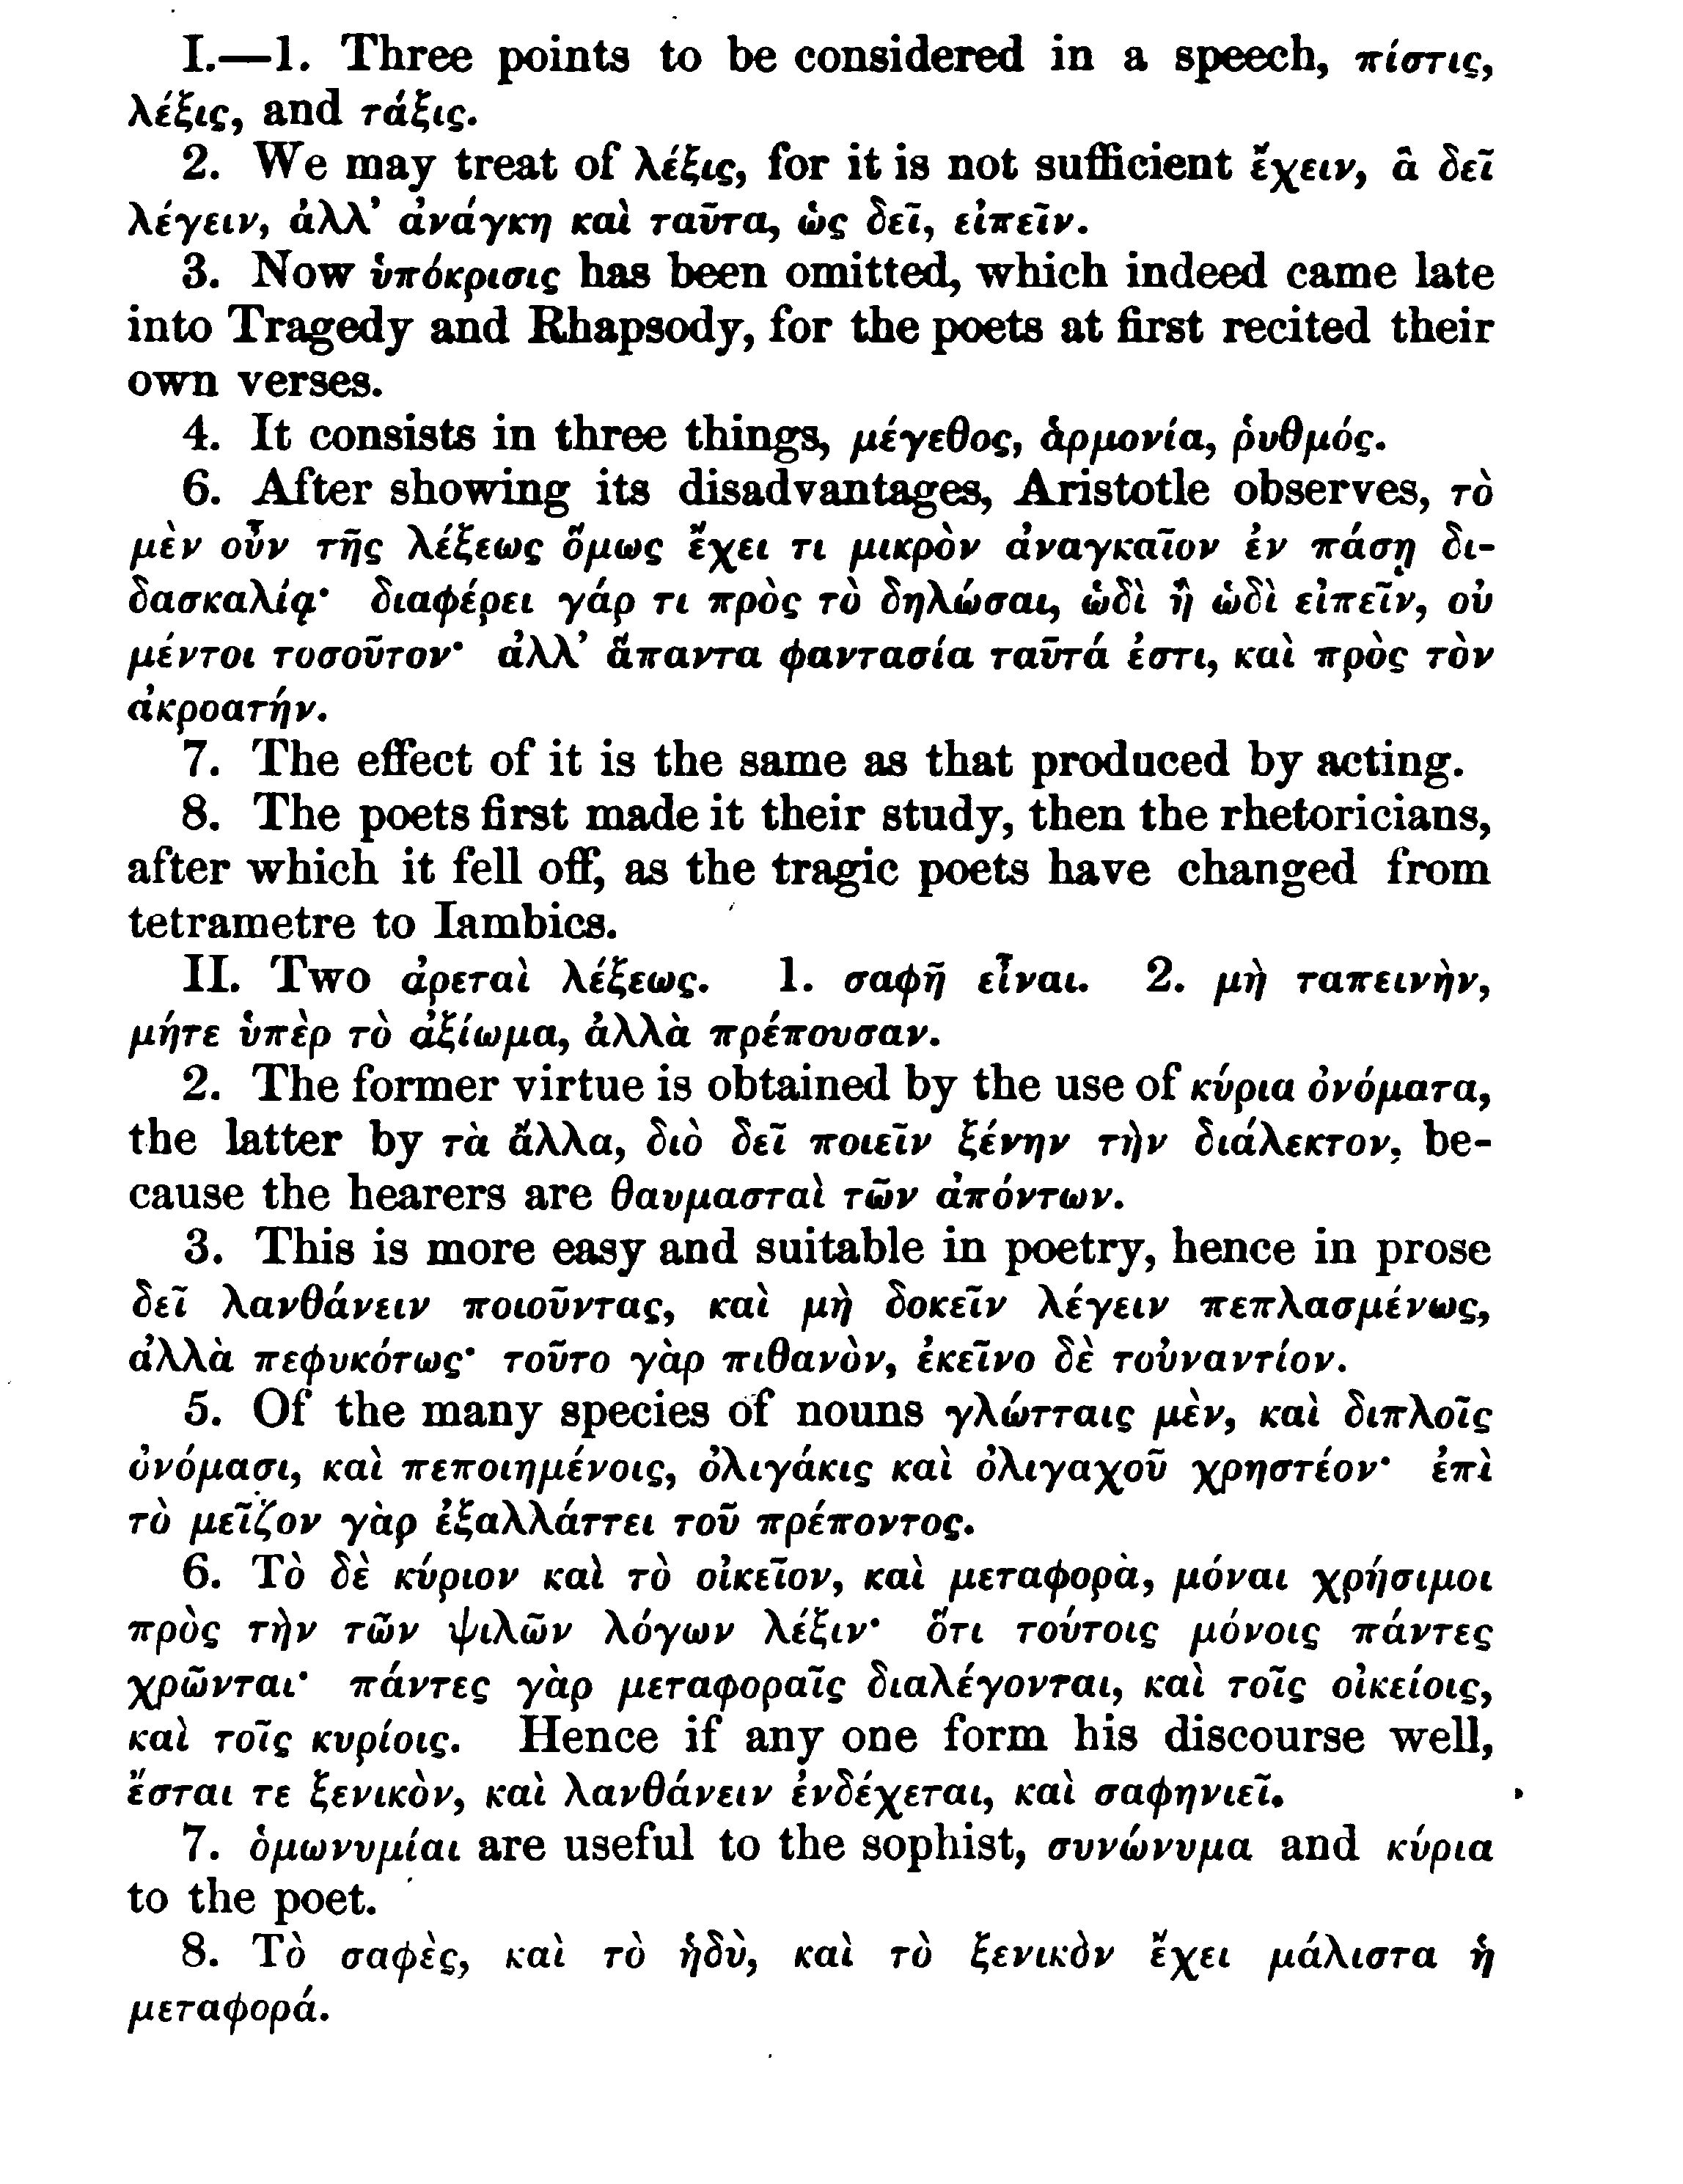 I.—1. Three points to be considered in a speech, πίστις,
λέξις, and τάξις.
2. We may treat of λέξις, for it is not sufficient ἔχειν, ἃ δεῖ
λέγειν, ἀλλ' ἀνάγκη καὶ ταῦτα, ὡς δεῖ, εἰπεῖν.
3. Now ὑπόκρισις has been omitted, which indeed came late
into Tragedy and Rhapsody, for the poets at first recited their
own verses.
4. It consists in three things, μέγεθος, ἁρμονία, ῥυθμός.
6. After showing its disadvantages, Aristotle observes, τὸ
μὲν οὖν τῆς λέξεως ὅμως ἔχει τι μικρὸν ἀναγκαῖον ἐν πάσῃ δι-
δασκαλίᾳ· διαφέρει γάρ τι πρὸς τὸ δηλῶσαι, ὡδὶ ἢ ὡδὶ εἰπεῖν, οὐ
μέντοι τοσοῦτον· ἀλλ' ἅπαντα φαντασία ταῦτά ἐστι, καὶ πρὸς τὸν
ἀκροατήν.
7. The effect of it is the same as that produced by acting.
8. The poets first made it their study, then the rhetoricians,
after which it fell off, as the tragic poets have changed from
tetrametre to Iambics.
II. Two ἀρεταὶ λέξεως. 1. σαφῆ εἶναι. 2. μὴ ταπεινὴν,
μήτε ὑπὲρ τὸ ἀξίωμα, ἀλλὰ πρέπουσαν.
2. The former virtue is obtained by the use of κύρια ὀνόματα,
the latter by τὰ ἄλλα, διὸ δεῖ ποιεῖν ξένην τὴν διάλεκτον, be-
cause the hearers are θαυμασταὶ τῶν ἀπόντων.
3. This is more easy and suitable in poetry, hence in prose
δεῖ λανθάνειν ποιοῦντας, καὶ μὴ δοκεῖν λέγειν πεπλασμένως,
ἀλλὰ πεφυκότως· τοῦτο γὰρ πιθανὸν, ἐκεῖνο δὲ τοὐναντίον.
5. Of the many species of nouns γλώτταις μὲν, καὶ διπλοῖς
ὀνόμασι, καὶ πεποιημένοις, ὀλιγάκις καὶ ὀλιγαχοῦ χρηστέον· ἐπὶ
τὸ μεῖζον γὰρ ἐξαλλάττει τοῦ πρέποντος.
6. Τὸ δὲ κύριον καὶ τὸ οἰκεῖον, καὶ μεταφορὰ, μόναι χρήσιμοι
πρὸς τὴν τῶν ψιλῶν λόγων λέξιν· ὅτι τούτοις μόνοις πάντες
χρῶνται· πάντες γὰρ μεταφοραῖς διαλέγονται, καὶ τοῖς οἰκείοις,
καὶ τοῖς κυρίοις. Hence if any one form his discourse well,
ἔσται τε ξενικὸν, καὶ λανθάνειν ἐνδέχεται, καὶ σαφηνιεῖ.
7. ὁμωνυμίαι are useful to the sophist, συνώνυμα and κύρια
to the poet.
8. Τὸ σαφὲς, καὶ τὸ ἡδὺ, καὶ τὸ ξενικὸν ἔχει μάλιστα ἡ
μεταφορά.